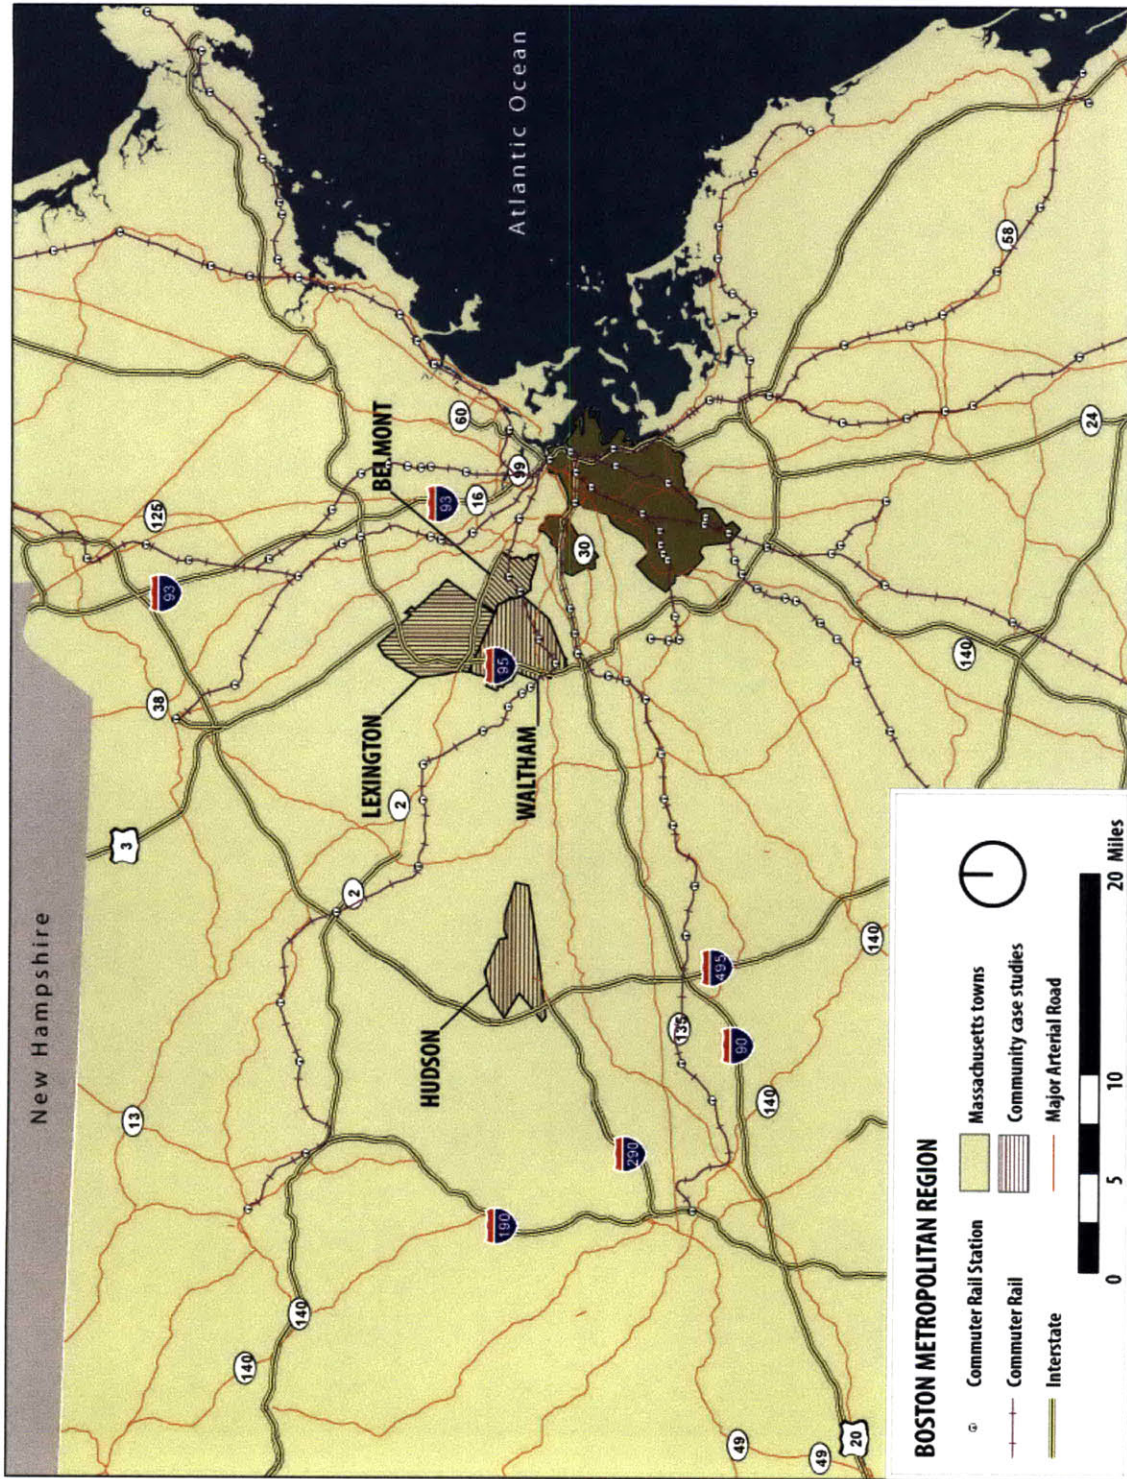 New Hampshire
Atlantic Ocean
3
38
93
125
93
16
99
60
BELMONT
LEXINGTON
WALTHAM
HUDSON
2
2
95
30
13
140
140
190
290
135
495
90
140
140
140
24
58
49
49
20
BOSTON METROPOLITAN REGION
Commuter Rail Station
Commuter Rail
Interstate
Massachusetts towns
Community case studies
Major Arterial Road
0 5 10 20 Miles